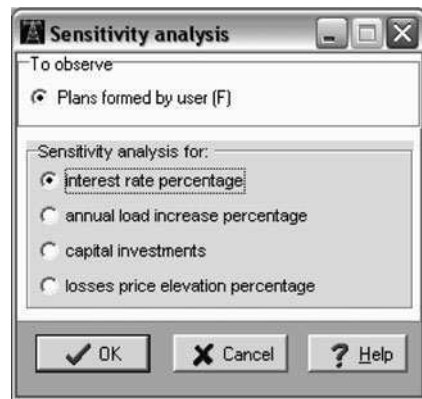 Sensitivity analysis
To observe
Plans formed by user (F)
Sensitivity analysis for:
interest rate percentage
annual load increase percentage
capital investments
losses price elevation percentage
OK Cancel Help